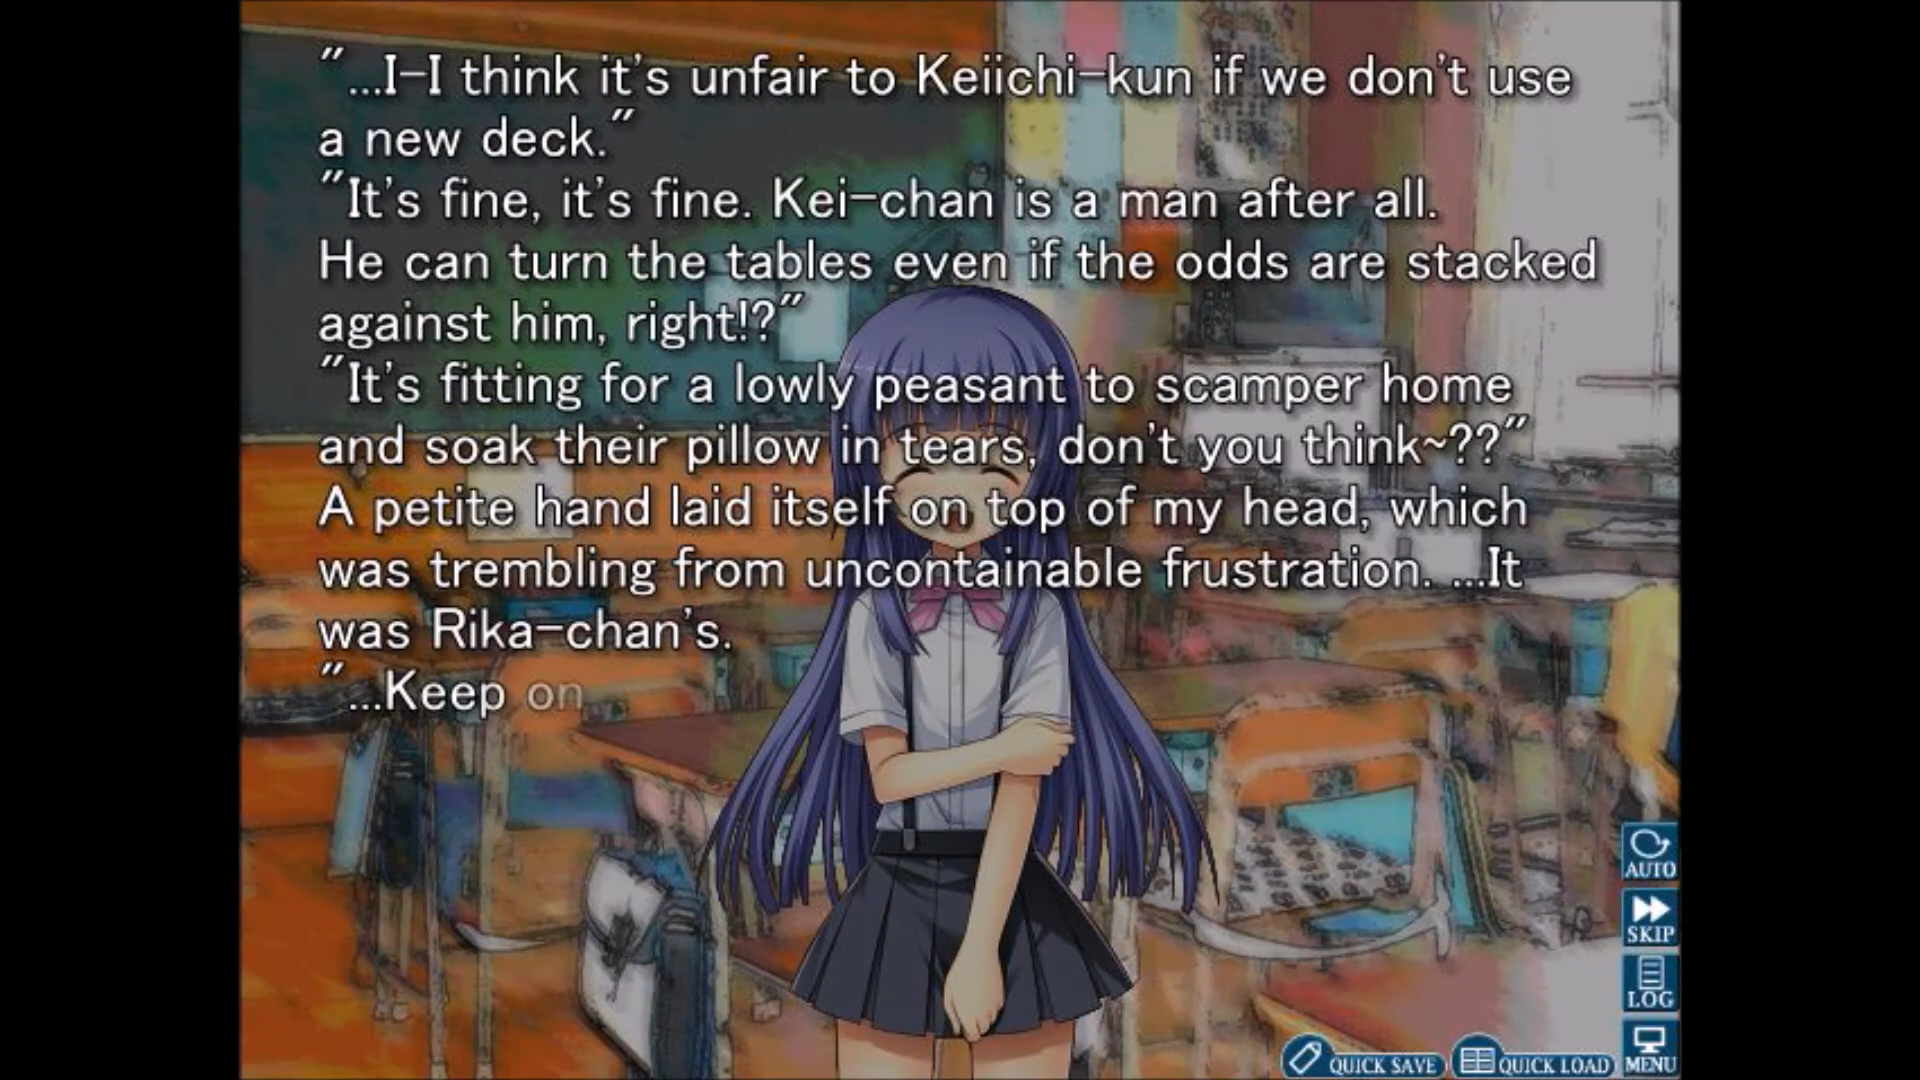 "...I-I think it's unfair to Keiichi-kun if we don't use
a new deck."
"It's fine, it's fine. Kei-chan is a man after all.
He can turn the tables even if the odds are stacked
against him, right!?"
"It's fitting for a lowly peasant to scamper home
and soak their pillow in tears, don't you think~??"
A petite hand laid itself on top of my head, which
was trembling from uncontainable frustration. ...It
was Rika-chan's.
"...Keep on
AUTO
SKIP
LOG
MENU
QUICK SAVE
QUICK LOAD